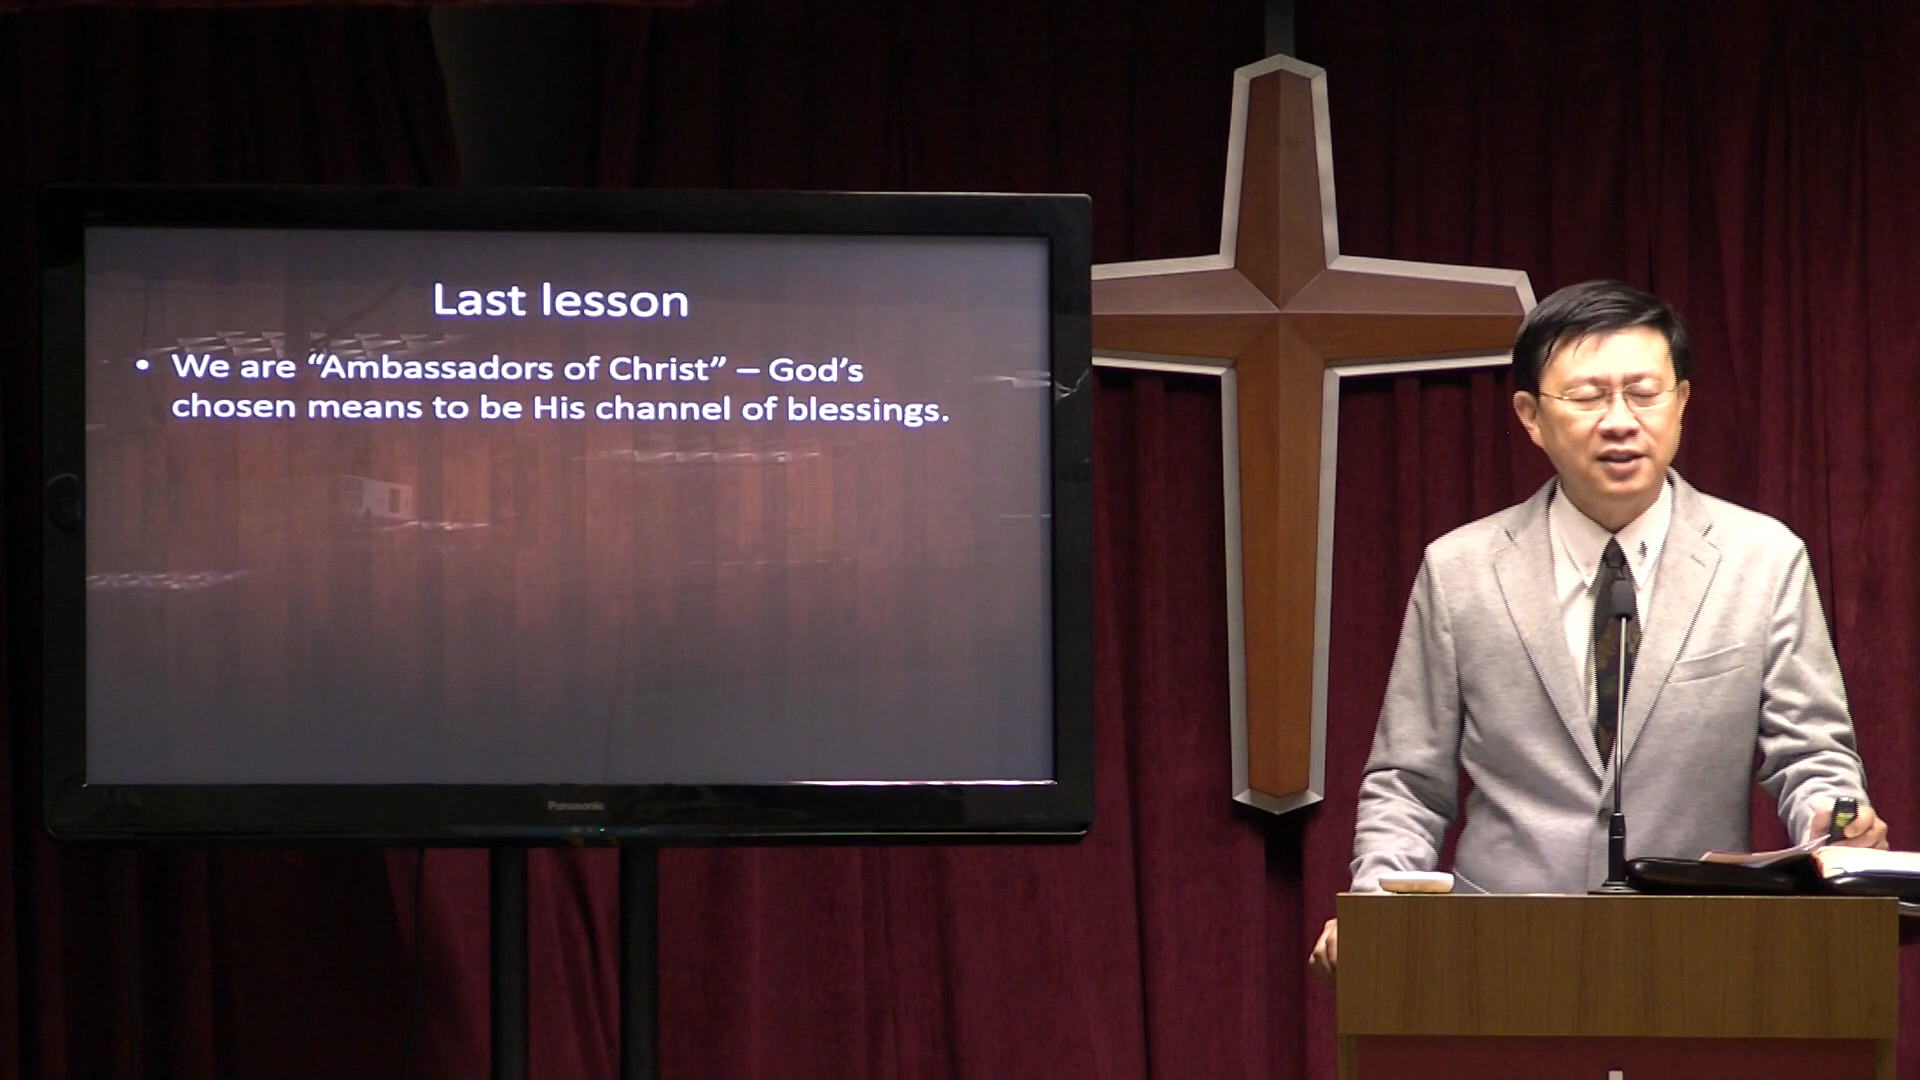 Last lesson
• We are “Ambassadors of Christ” – God’s
chosen means to be His channel of blessings.
Panasonic